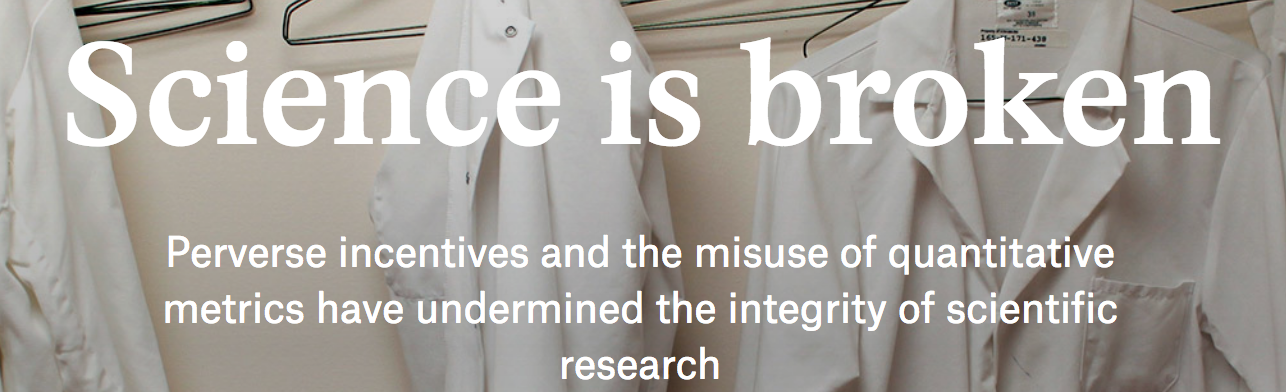 Science is broken
Perverse incentives and the misuse of quantitative
metrics have undermined the integrity of scientific
research